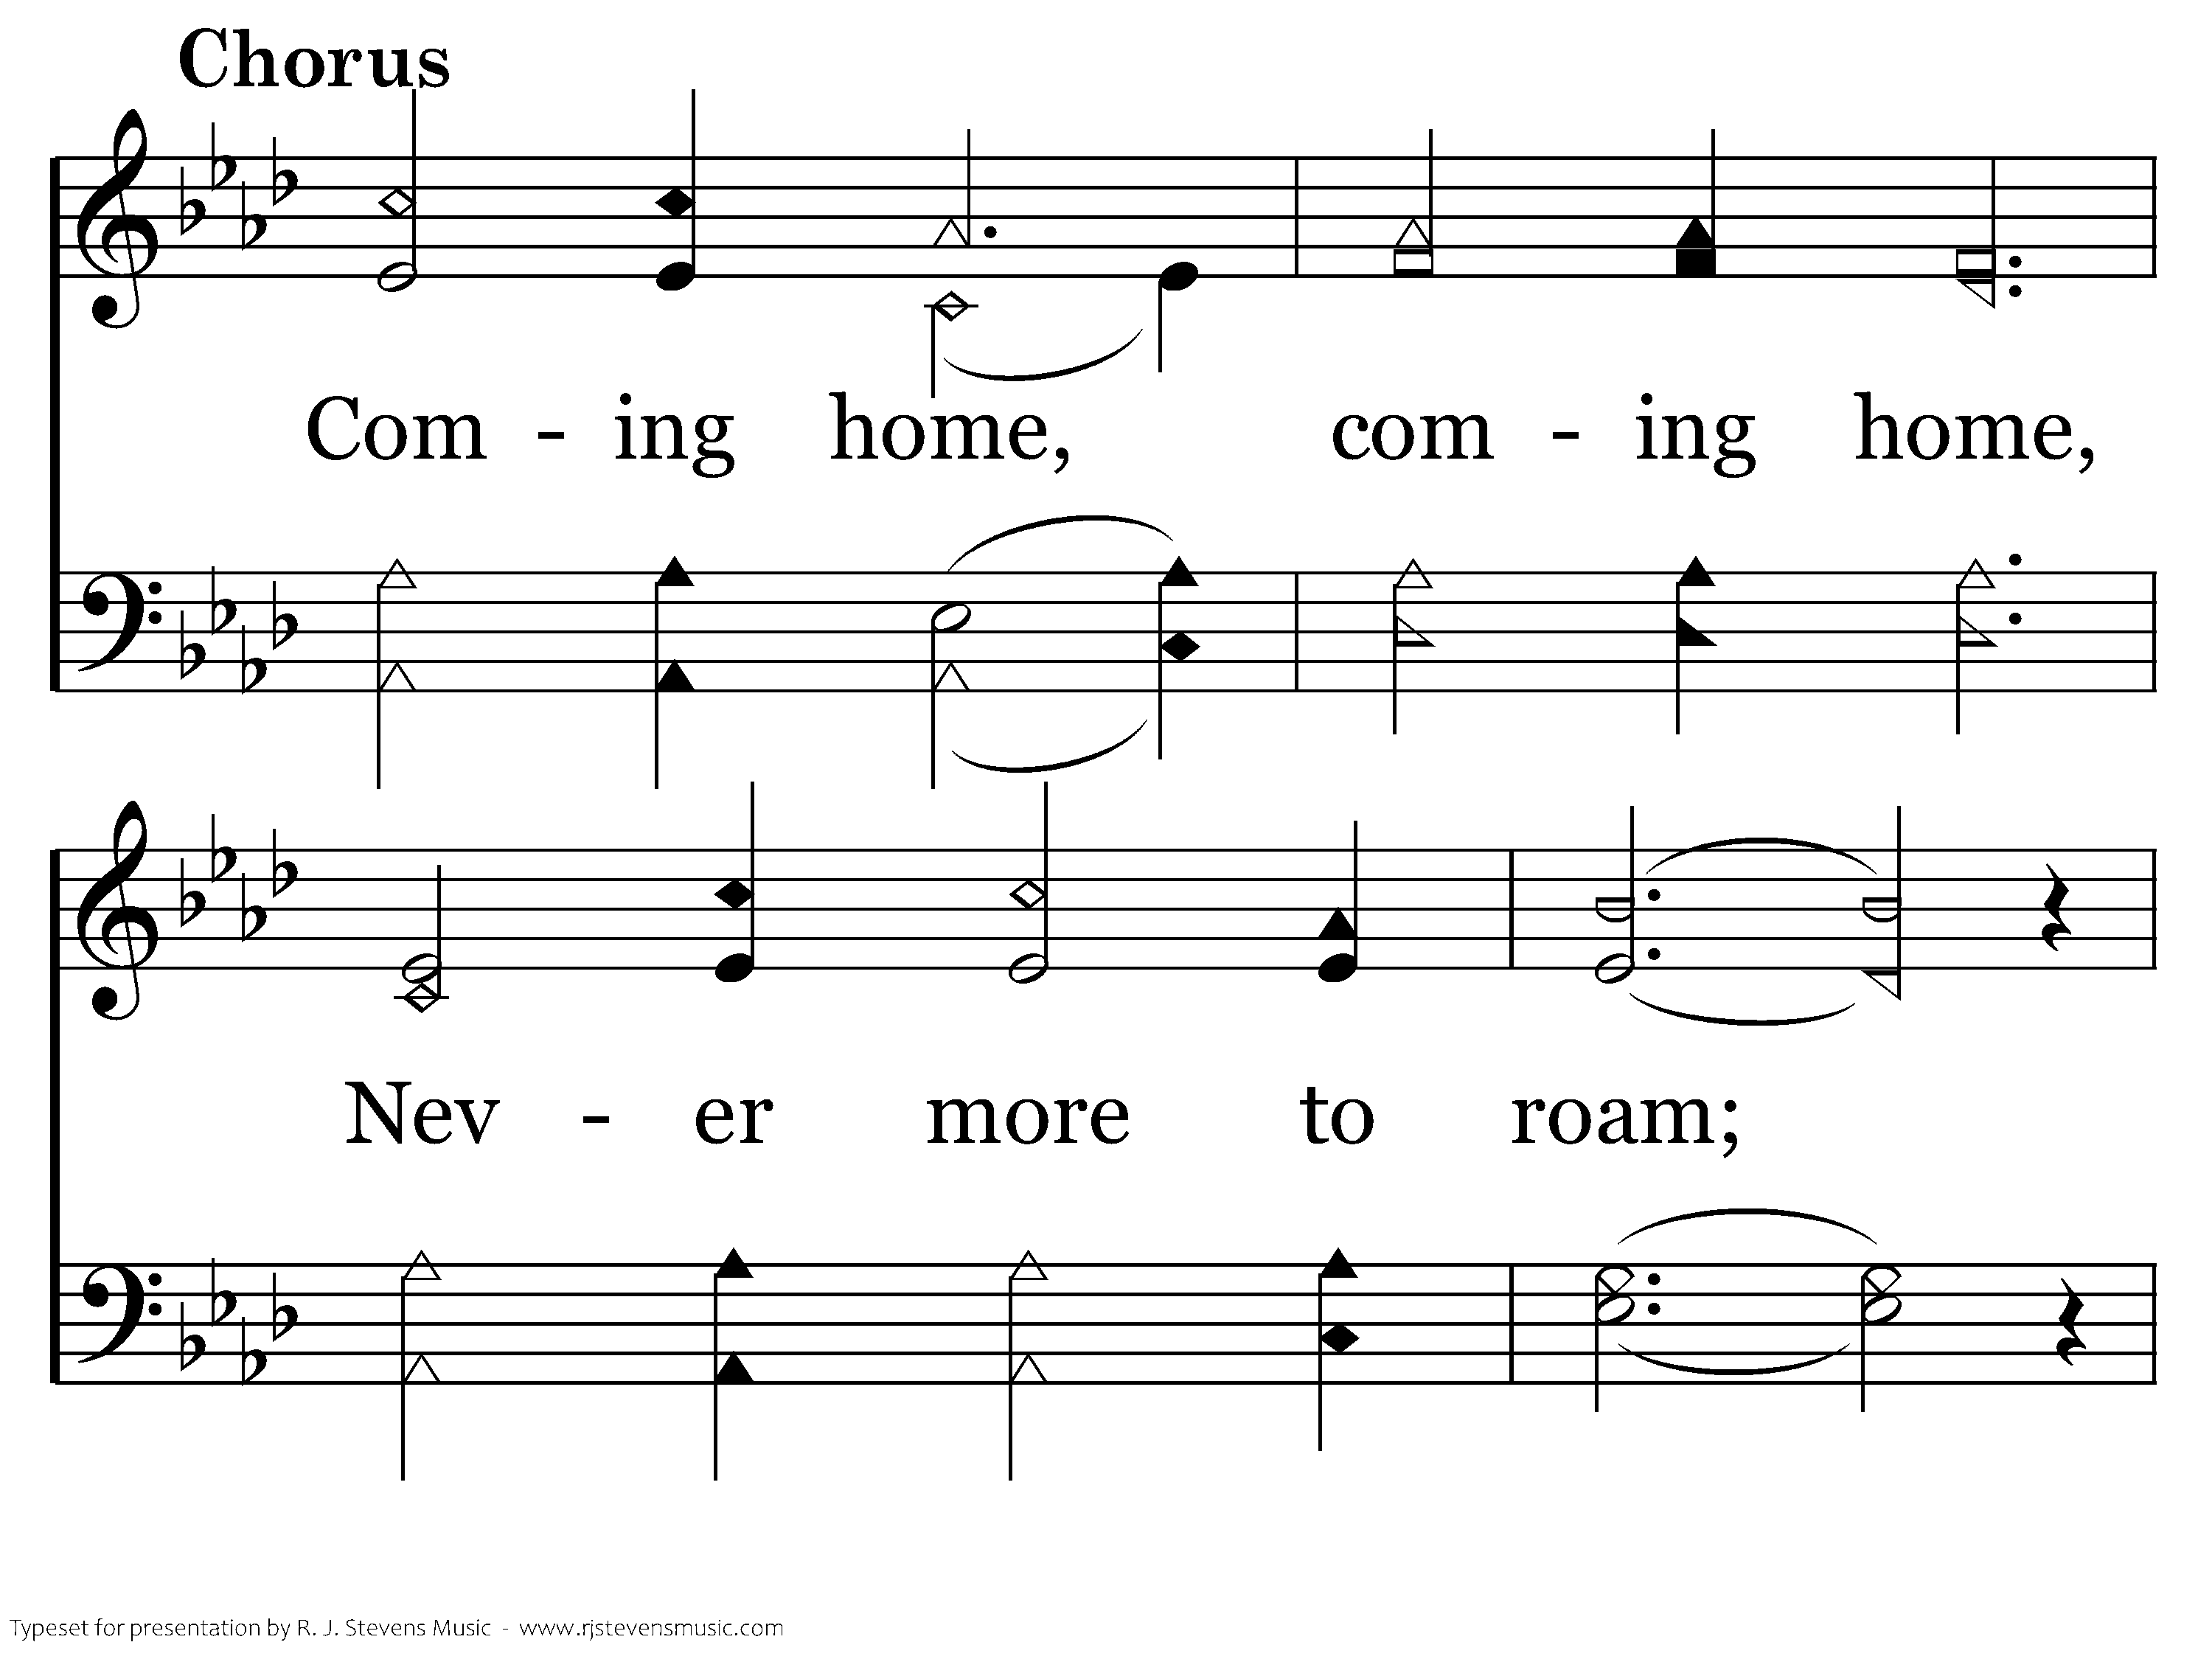 Chorus
Com - ing home, com - ing home,
Nev - er more to roam;
Typeset for presentation by R. J. Stevens Music - www.rjstevensmusic.com